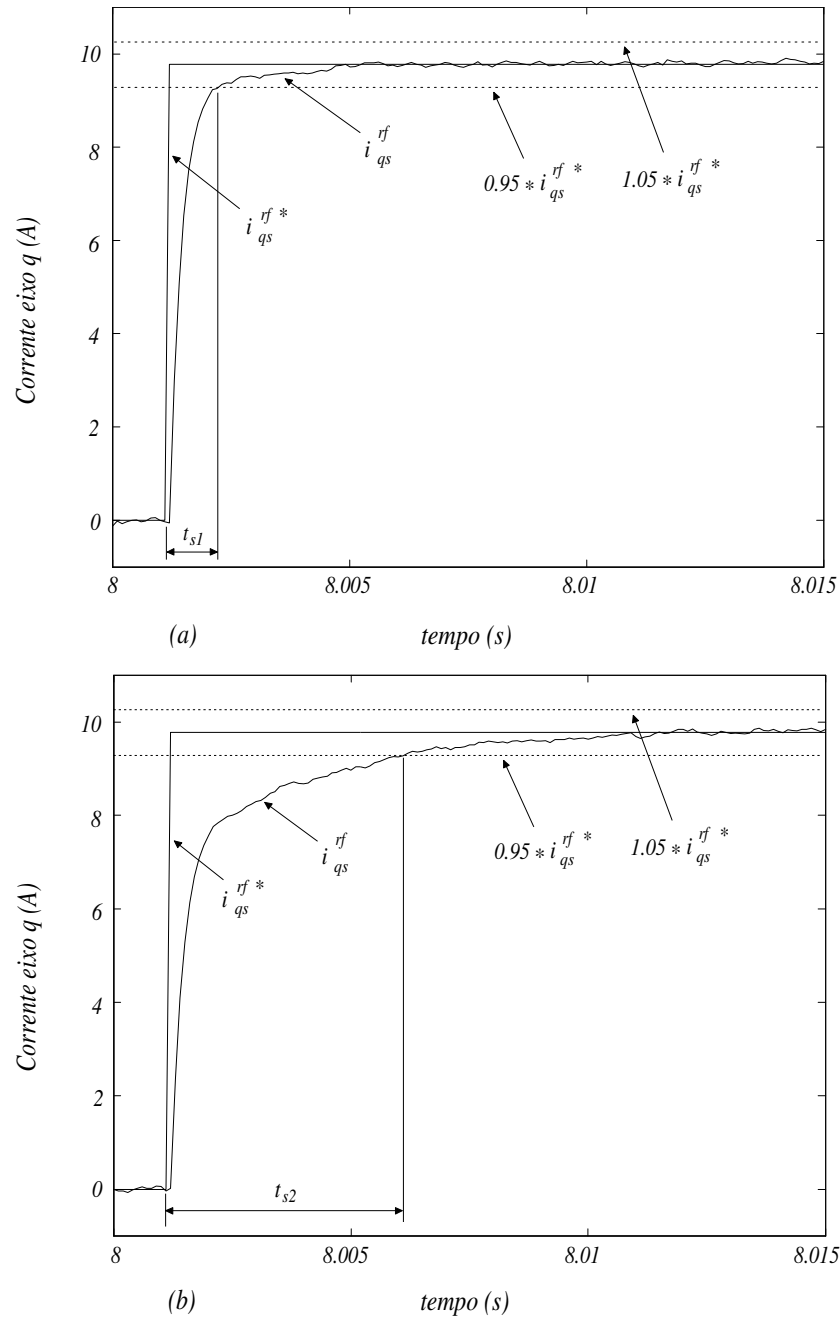 10
8
6
4
2
0
Corrente eixo q (A)
i qs rf
i qs rf *
0.95 * i qs rf *
1.05 * i qs rf *
t s1
8
8.005
8.01
8.015
(a)
tempo (s)
10
8
6
4
2
0
Corrente eixo q (A)
i qs rf
i qs rf *
0.95 * i qs rf *
1.05 * i qs rf *
t s2
8
8.005
8.01
8.015
(b)
tempo (s)